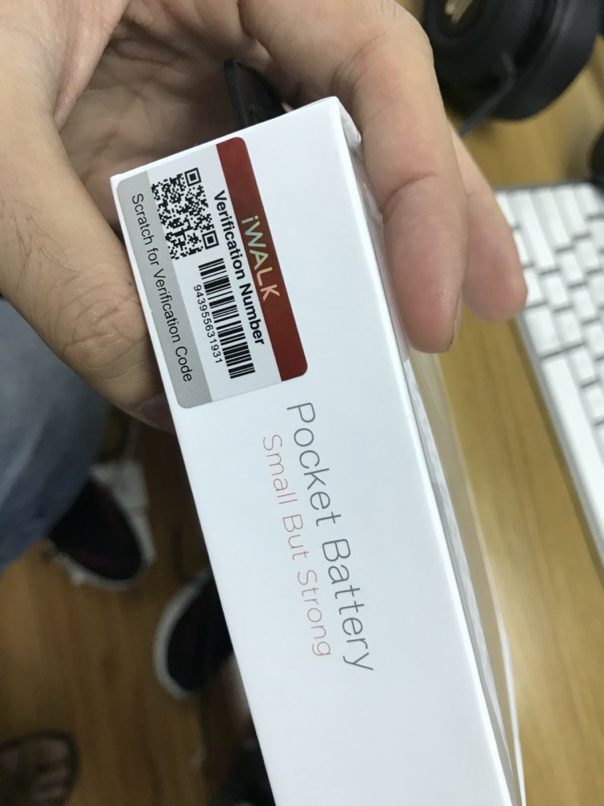 iWALK
Verification Number
943955631931
Scratch for Verification Code
Pocket Battery
Small But Strong